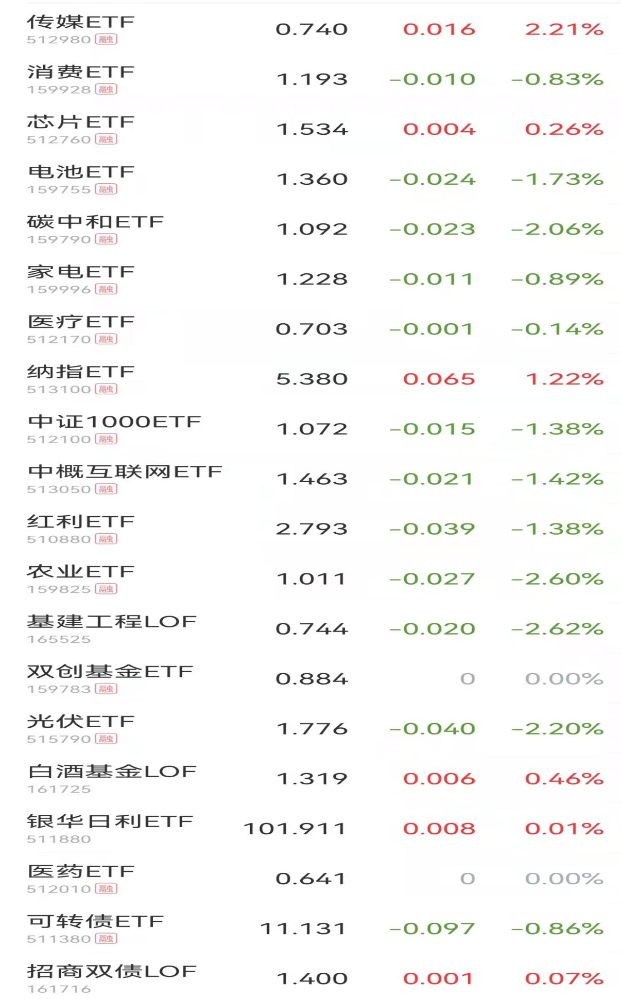 传媒ETF 0.740 0.016 2.21%
512980 融
消费ETF 1.193 -0.010 -0.83%
159928 融
芯片ETF 1.534 0.004 0.26%
512760 融
电池ETF 1.360 -0.024 -1.73%
159755 融
碳中和ETF 1.092 -0.023 -2.06%
159790 融
家电ETF 1.228 -0.011 -0.89%
159996 融
医疗ETF 0.703 -0.001 -0.14%
512170 融
纳指ETF 5.380 0.065 1.22%
513100 融
中证1000ETF 1.072 -0.015 -1.38%
512100 融
中概互联网ETF 1.463 -0.021 -1.42%
513050 融
红利ETF 2.793 -0.039 -1.38%
510880 融
农业ETF 1.011 -0.027 -2.60%
159825 融
基建工程LOF 0.744 -0.020 -2.62%
165525
双创基金ETF 0.884 0 0.00%
159783 融
光伏ETF 1.776 -0.040 -2.20%
515790 融
白酒基金LOF 1.319 0.006 0.46%
161725
银华日利ETF 101.911 0.008 0.01%
511880
医药ETF 0.641 0 0.00%
512010 融
可转债ETF 11.131 -0.097 -0.86%
511380 融
招商双债LOF 1.400 0.001 0.07%
161716